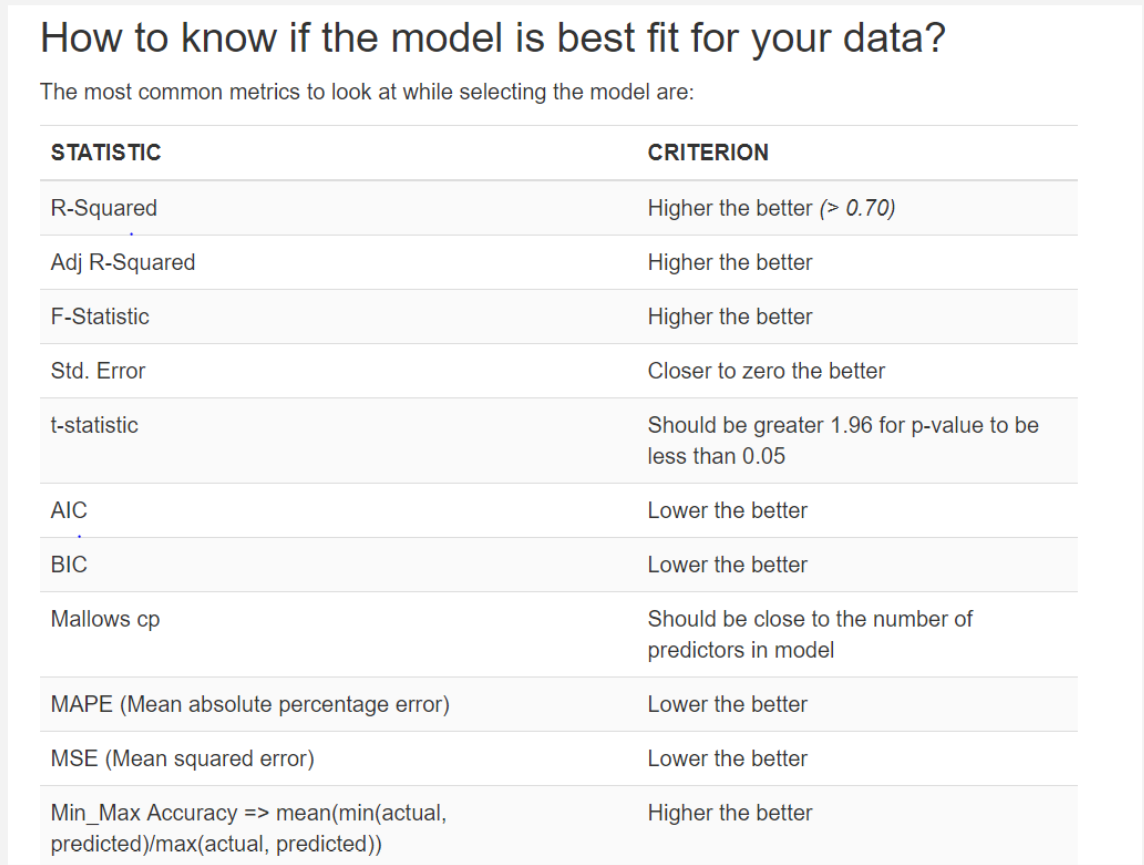 How to know if the model is best fit for your data?
The most common metrics to look at while selecting the model are:
STATISTIC CRITERION
R-Squared Higher the better (> 0.70)
Adj R-Squared Higher the better
F-Statistic Higher the better
Std. Error Closer to zero the better
t-statistic Should be greater 1.96 for p-value to be
less than 0.05
AIC Lower the better
BIC Lower the better
Mallows cp Should be close to the number of
predictors in model
MAPE (Mean absolute percentage error) Lower the better
MSE (Mean squared error) Lower the better
Min_Max Accuracy => mean(min(actual, Higher the better
predicted)/max(actual, predicted))